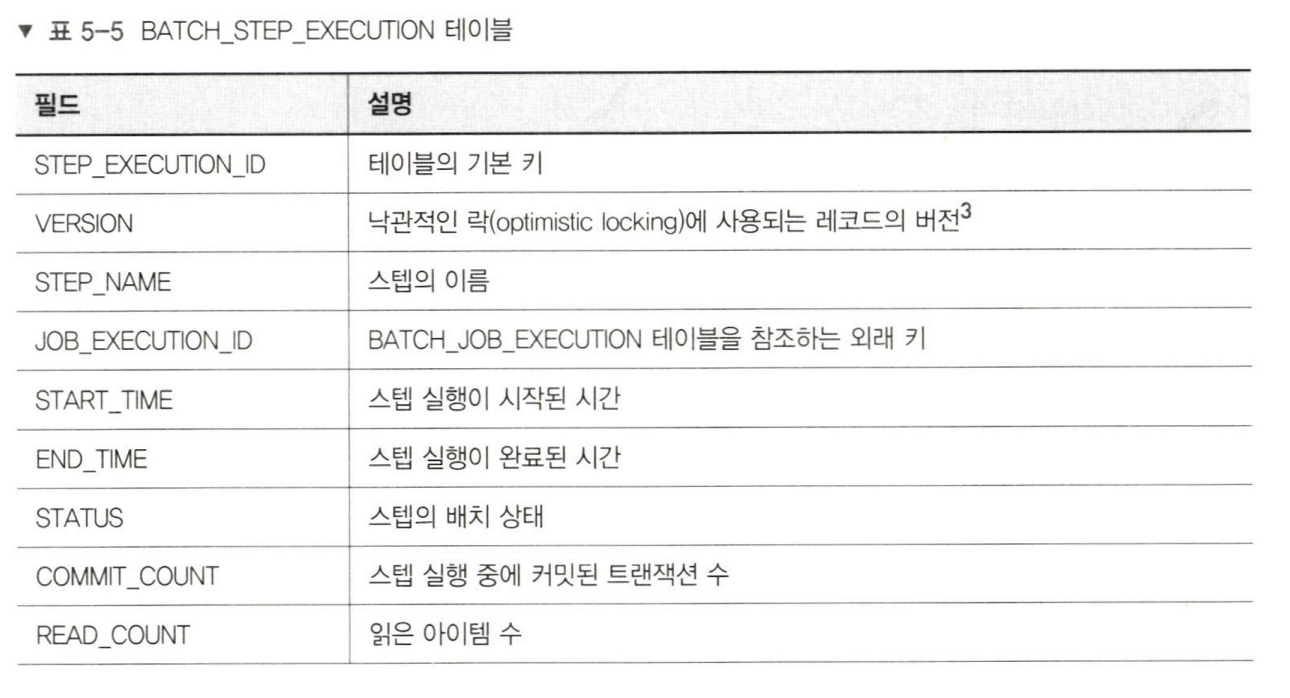 ▼ 표 5-5 BATCH_STEP_EXECUTION 테이블
필드 설명
STEP_EXECUTION_ID 테이블의 기본 키
VERSION 낙관적인 락(optimistic locking)에 사용되는 레코드의 버전3
STEP_NAME 스텝의 이름
JOB_EXECUTION_ID BATCH_JOB_EXECUTION 테이블을 참조하는 외래 키
START_TIME 스텝 실행이 시작된 시간
END_TIME 스텝 실행이 완료된 시간
STATUS 스텝의 배치 상태
COMMIT_COUNT 스텝 실행 중에 커밋된 트랜잭션 수
READ_COUNT 읽은 아이템 수